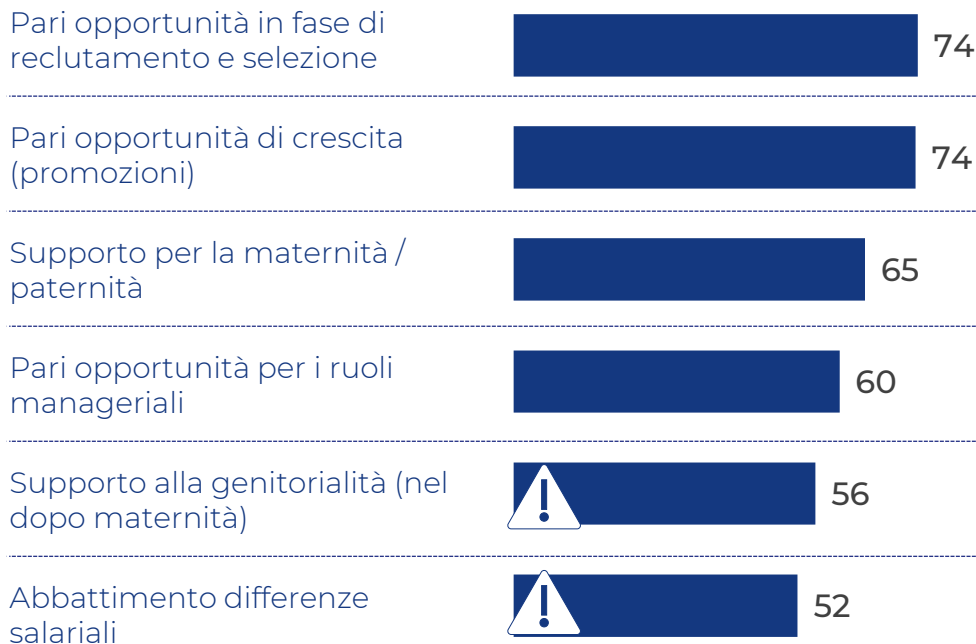 Pari opportunità in fase di
reclutamento e selezione
74
Pari opportunità di crescita
(promozioni)
74
Supporto per la maternità /
paternità
65
Pari opportunità per i ruoli
manageriali
60
Supporto alla genitorialità (nel
dopo maternità)
56
Abbattimento differenze
salariali
52